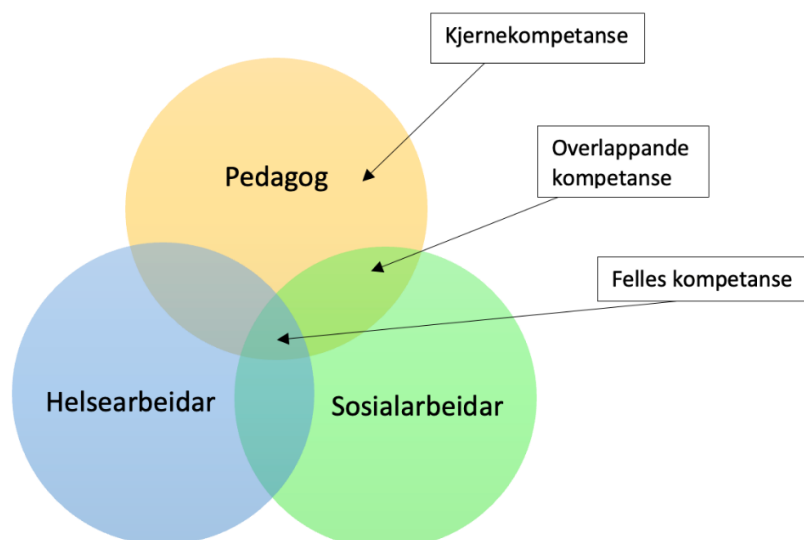 Kjernekompetanse
Overlappande
kompetanse
Pedagog
Felles kompetanse
Helsearbeidar
Sosialarbeidar